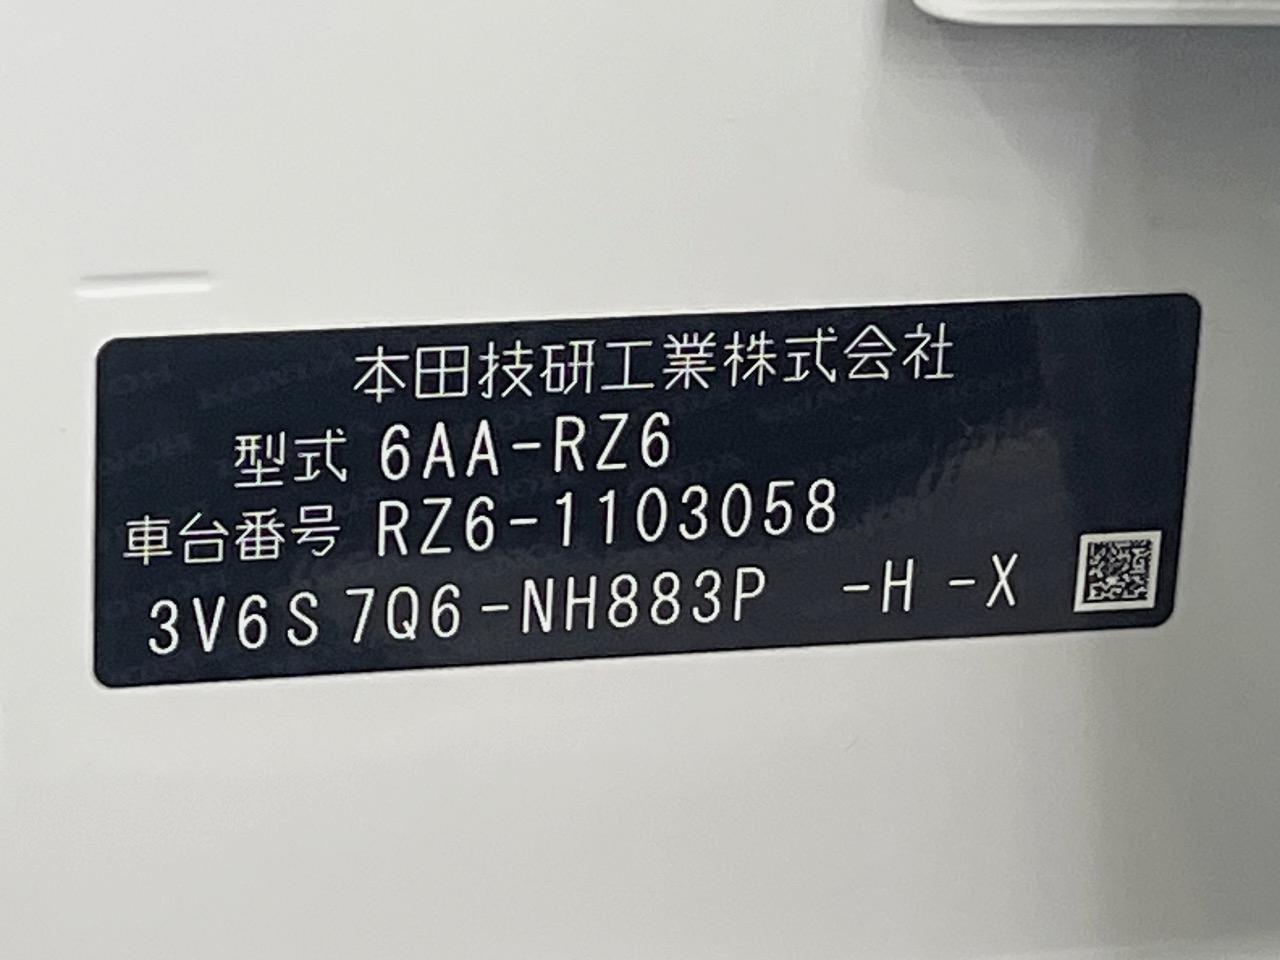 本田技研工業株式会社
型式 6AA-RZ6
車台番号 RZ6-1103058
3V6S 7Q6-NH883P -H -X